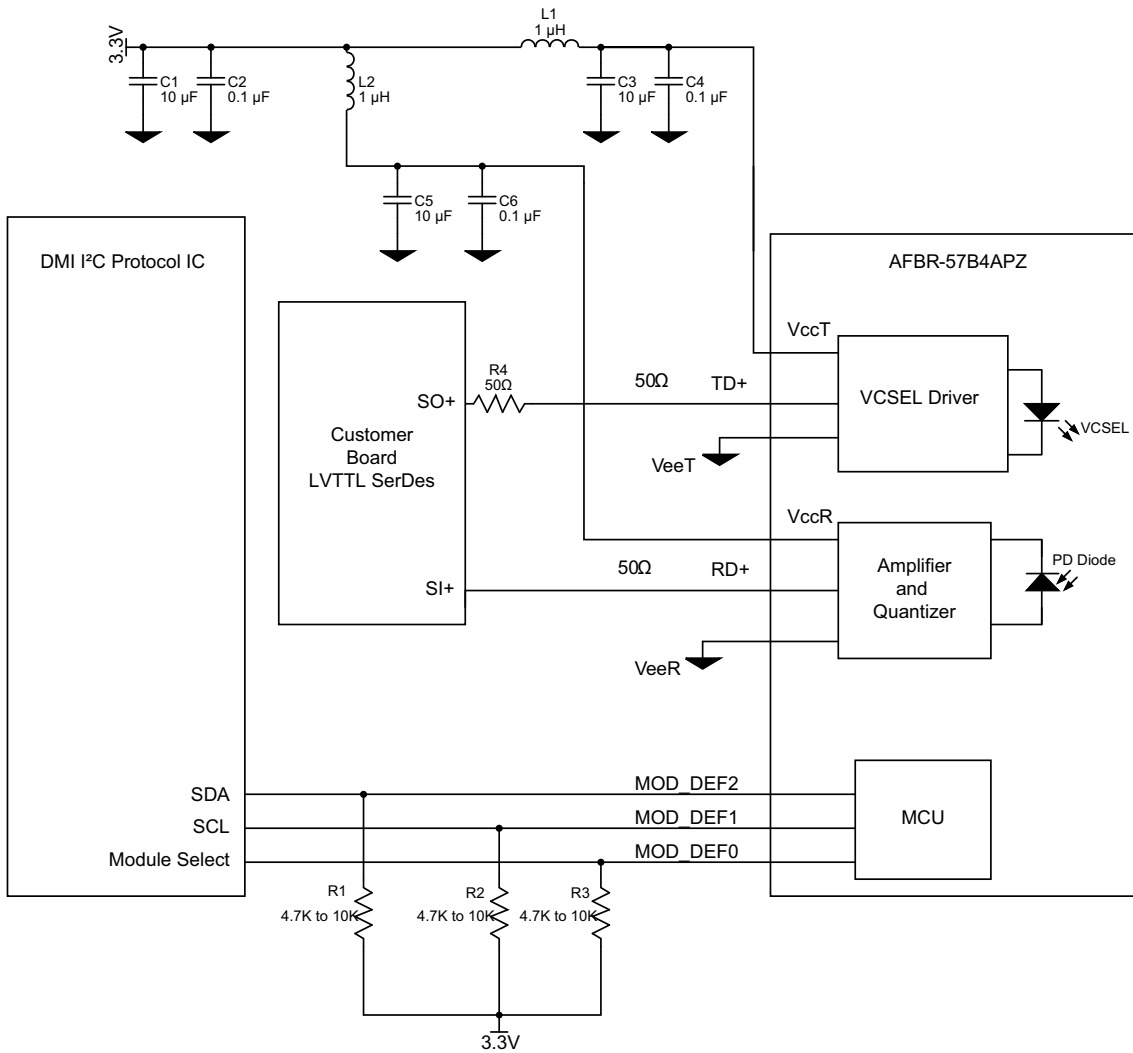 L1
1 µH
3.3V
C1
10 µF
C2
0.1 µF
L2
1 µH
C3
10 µF
C4
0.1 µF
C5
10 µF
C6
0.1 µF
DMI I²C Protocol IC
AFBR-57B4APZ
VccT
R4
50Ω
50Ω
TD+
SO+
VCSEL Driver
VCSEL
Customer
Board
LVTTL SerDes
VeeT
VccR
50Ω
RD+
SI+
Amplifier
and
Quantizer
PD Diode
VeeR
SDA
MOD_DEF2
SCL
MOD_DEF1
MCU
Module Select
MOD_DEF0
R1
4.7K to 10K
R2
4.7K to 10K
R3
4.7K to 10K
3.3V